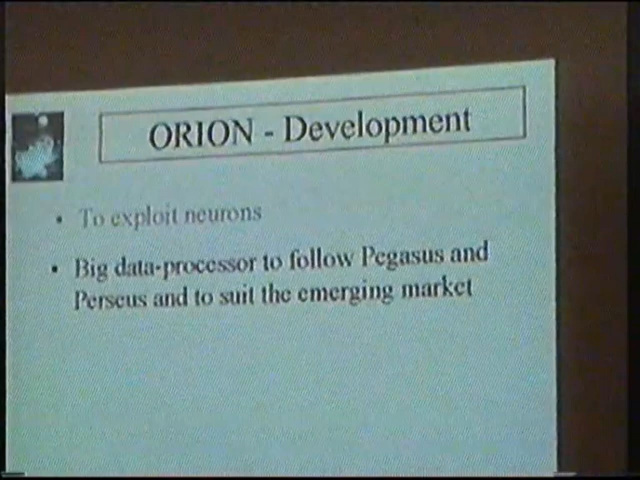 ORION - Development
• To exploit neurons
• Big data-processor to follow Pegasus and
Perseus and to suit the emerging market